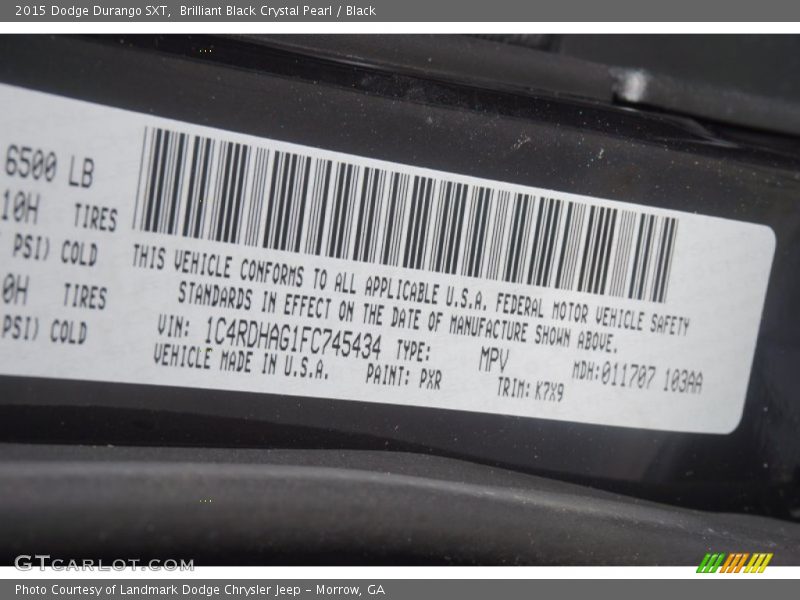 2015 Dodge Durango SXT,  Brilliant Black Crystal Pearl / Black
6500 LB
10H TIRES
PSI) COLD
0H TIRES
PSI) COLD
THIS VEHICLE CONFORMS TO ALL APPLICABLE U.S.A. FEDERAL MOTOR VEHICLE SAFETY
STANDARDS IN EFFECT ON THE DATE OF MANUFACTURE SHOWN ABOVE.
VIN: 1C4RDHAG1FC745434 TYPE: MPV MDH:011707 103AA
VEHICLE MADE IN U.S.A. PAINT: PXR TRIM: K7X9
GTCARLOT.COM
Photo Courtesy of Landmark Dodge Chrysler Jeep – Morrow, GA